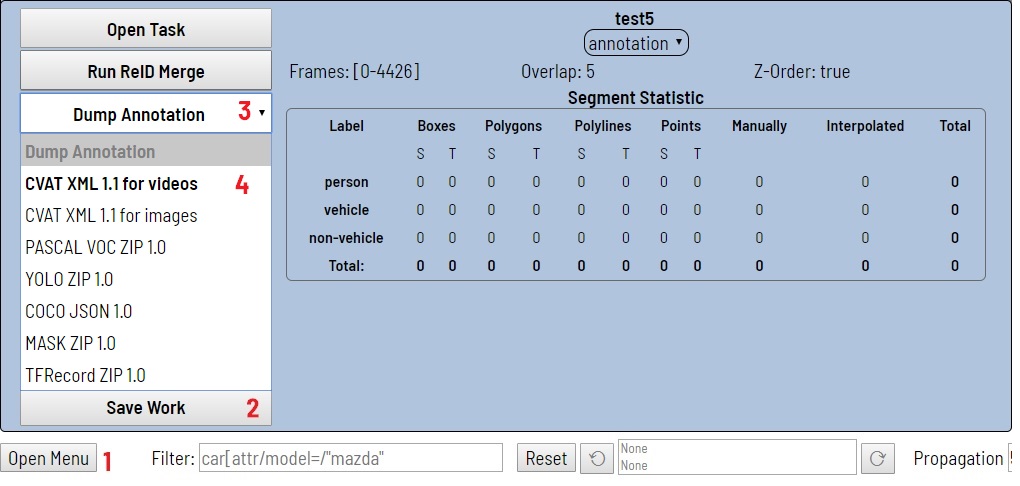 Open Task
Run ReID Merge
Dump Annotation 3
Dump Annotation
CVAT XML 1.1 for videos 4
CVAT XML 1.1 for images
PASCAL VOC ZIP 1.0
YOLO ZIP 1.0
COCO JSON 1.0
MASK ZIP 1.0
TFRecord ZIP 1.0
Save Work 2
test5
annotation
Frames: [0-4426] Overlap: 5 Z-Order: true
Segment Statistic
Label Boxes Polygons Polylines Points Manually Interpolated Total
S T S T S T S T
person 0 0 0 0 0 0 0 0 0 0 0
vehicle 0 0 0 0 0 0 0 0 0 0 0
non-vehicle 0 0 0 0 0 0 0 0 0 0 0
Total: 0 0 0 0 0 0 0 0 0 0 0
Open Menu 1 Filter: car[attr/model=/"mazda" Reset
None
None
Propagation